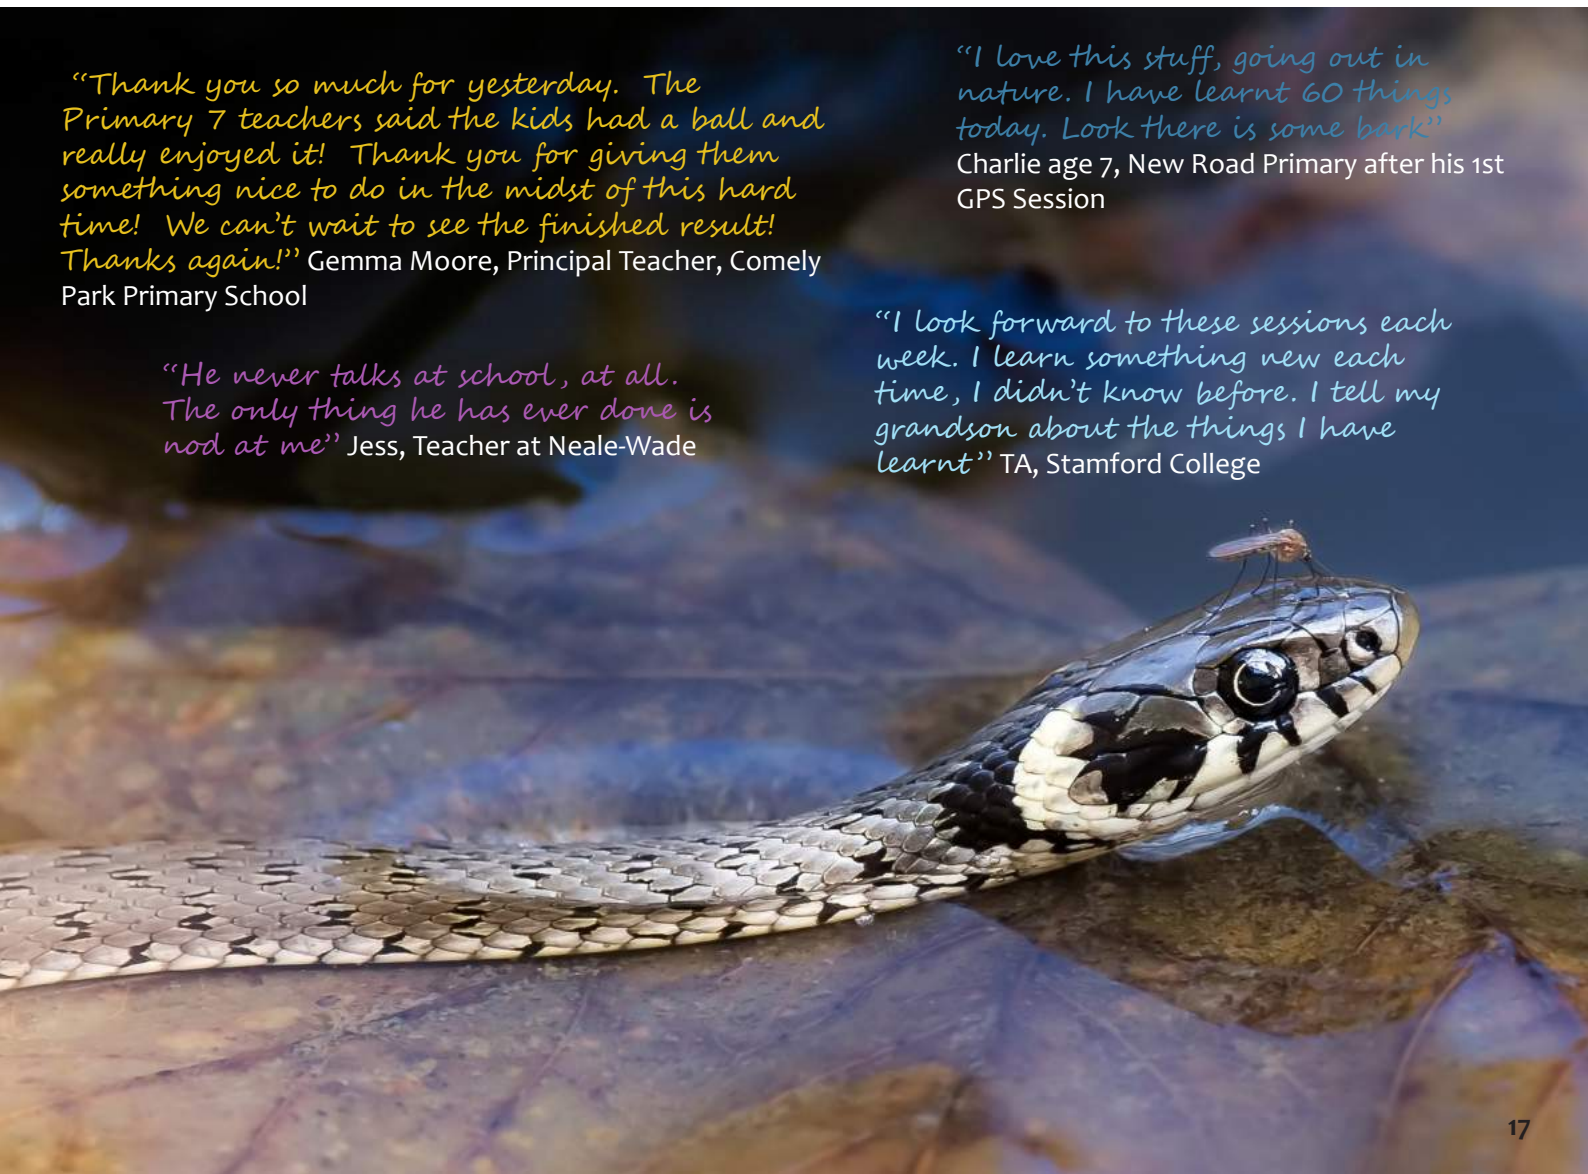 “Thank you so much for yesterday.  The
Primary 7 teachers said the kids had a ball and
really enjoyed it!  Thank you for giving them
something nice to do in the midst of this hard
time!  We can’t wait to see the finished result!
Thanks again!” Gemma Moore, Principal Teacher, Comely
Park Primary School
“He never talks at school, at all.
The only thing he has ever done is
nod at me” Jess, Teacher at Neale-Wade
“I love this stuff, going out in
nature. I have learnt 60 things
today. Look there is some bark”
Charlie age 7, New Road Primary after his 1st
GPS Session
“I look forward to these sessions each
week. I learn something new each
time, I didn’t know before. I tell my
grandson about the things I have
learnt” TA, Stamford College
17